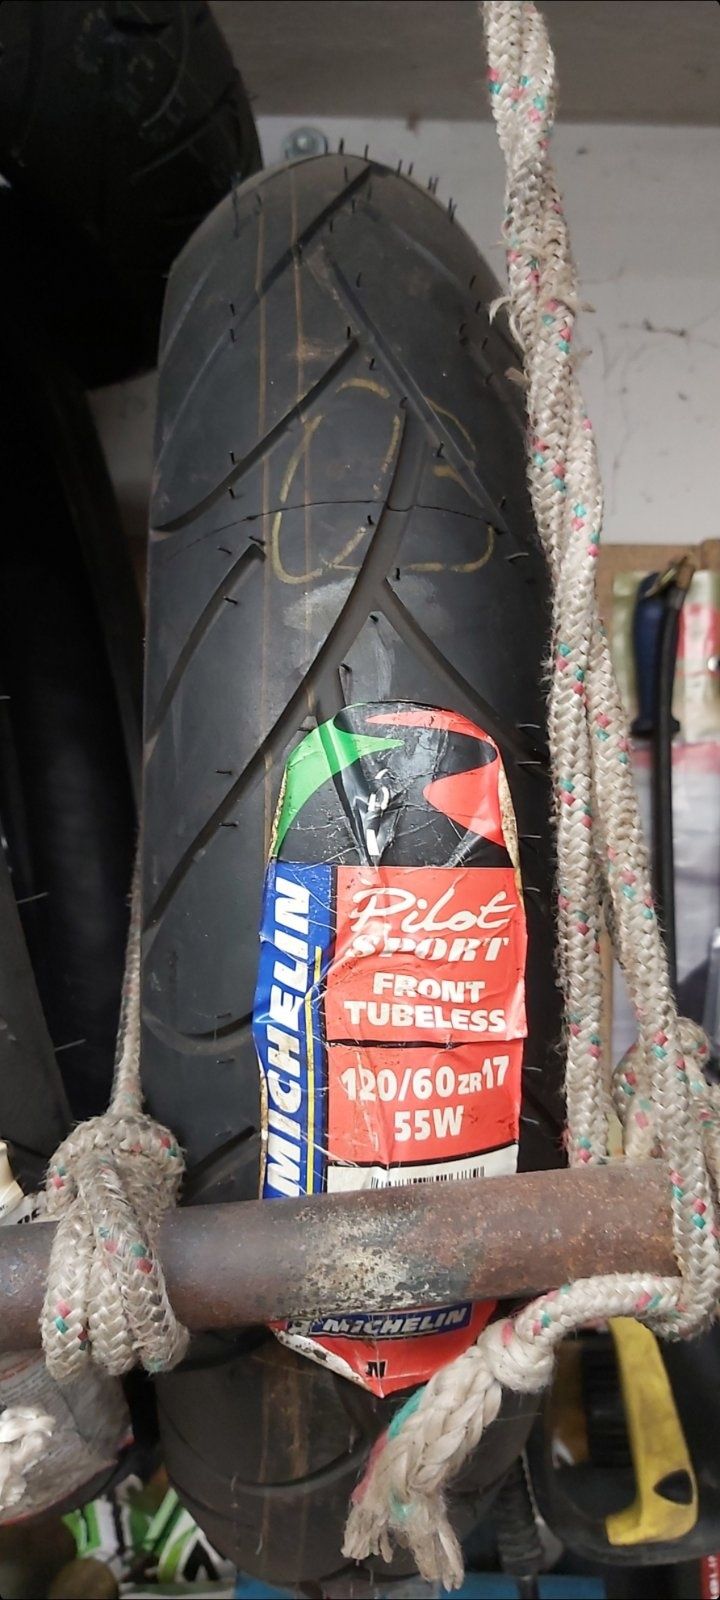 MICHELIN
Pilot
SPORT
FRONT
TUBELESS
120/60 ZR17
55W
MICHELIN
N